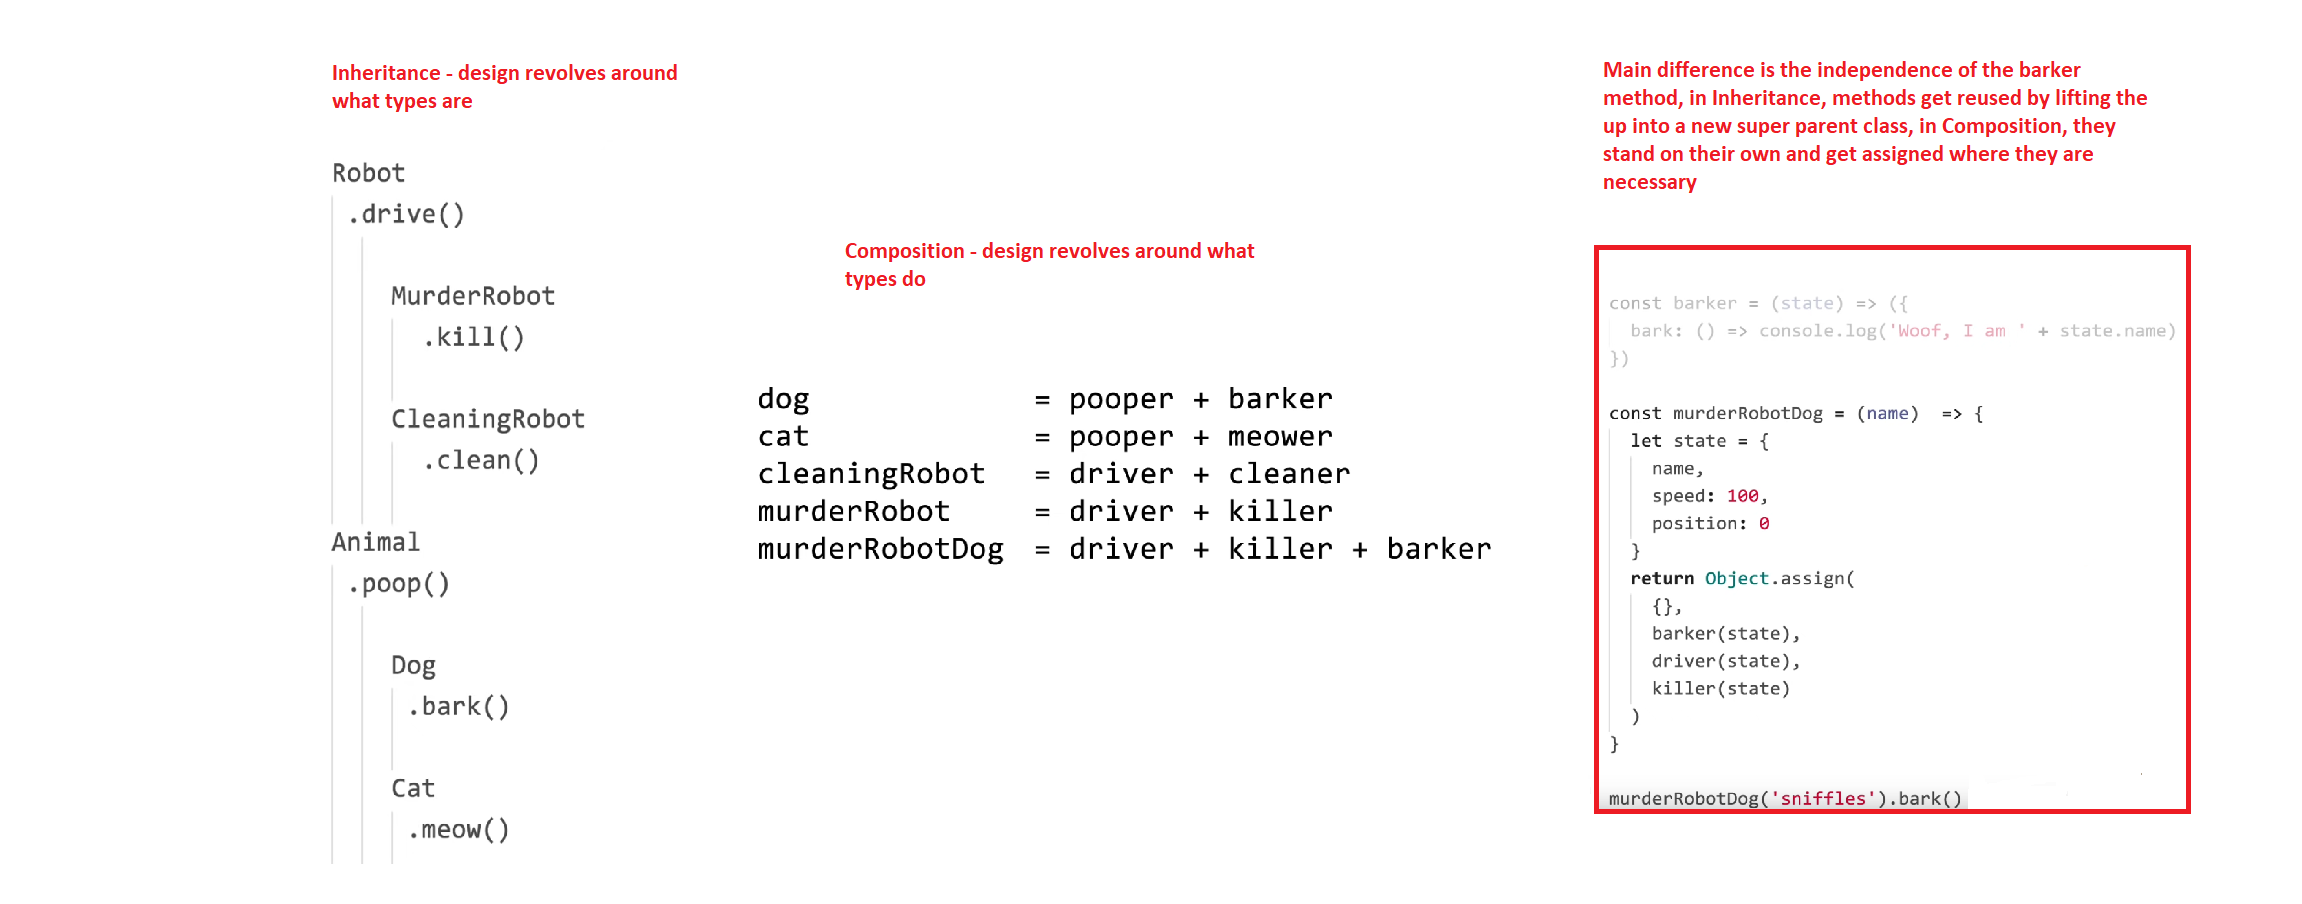 Inheritance - design revolves around
what types are
Robot
.drive()
MurderRobot
.kill()
CleaningRobot
.clean()
Animal
.poop()
Dog
.bark()
Cat
.meow()
Composition - design revolves around what
types do
dog = pooper + barker
cat = pooper + meower
cleaningRobot = driver + cleaner
murderRobot = driver + killer
murderRobotDog = driver + killer + barker
Main difference is the independence of the barker
method, in Inheritance, methods get reused by lifting the
up into a new super parent class, in Composition, they
stand on their own and get assigned where they are
necessary
const barker = (state) => ({
bark: () => console.log('Woof, I am ' + state.name)
})
const murderRobotDog = (name) => {
let state = {
name,
speed: 100,
position: 0
}
return Object.assign(
{},
barker(state),
driver(state),
killer(state)
)
}
murderRobotDog('sniffles').bark()